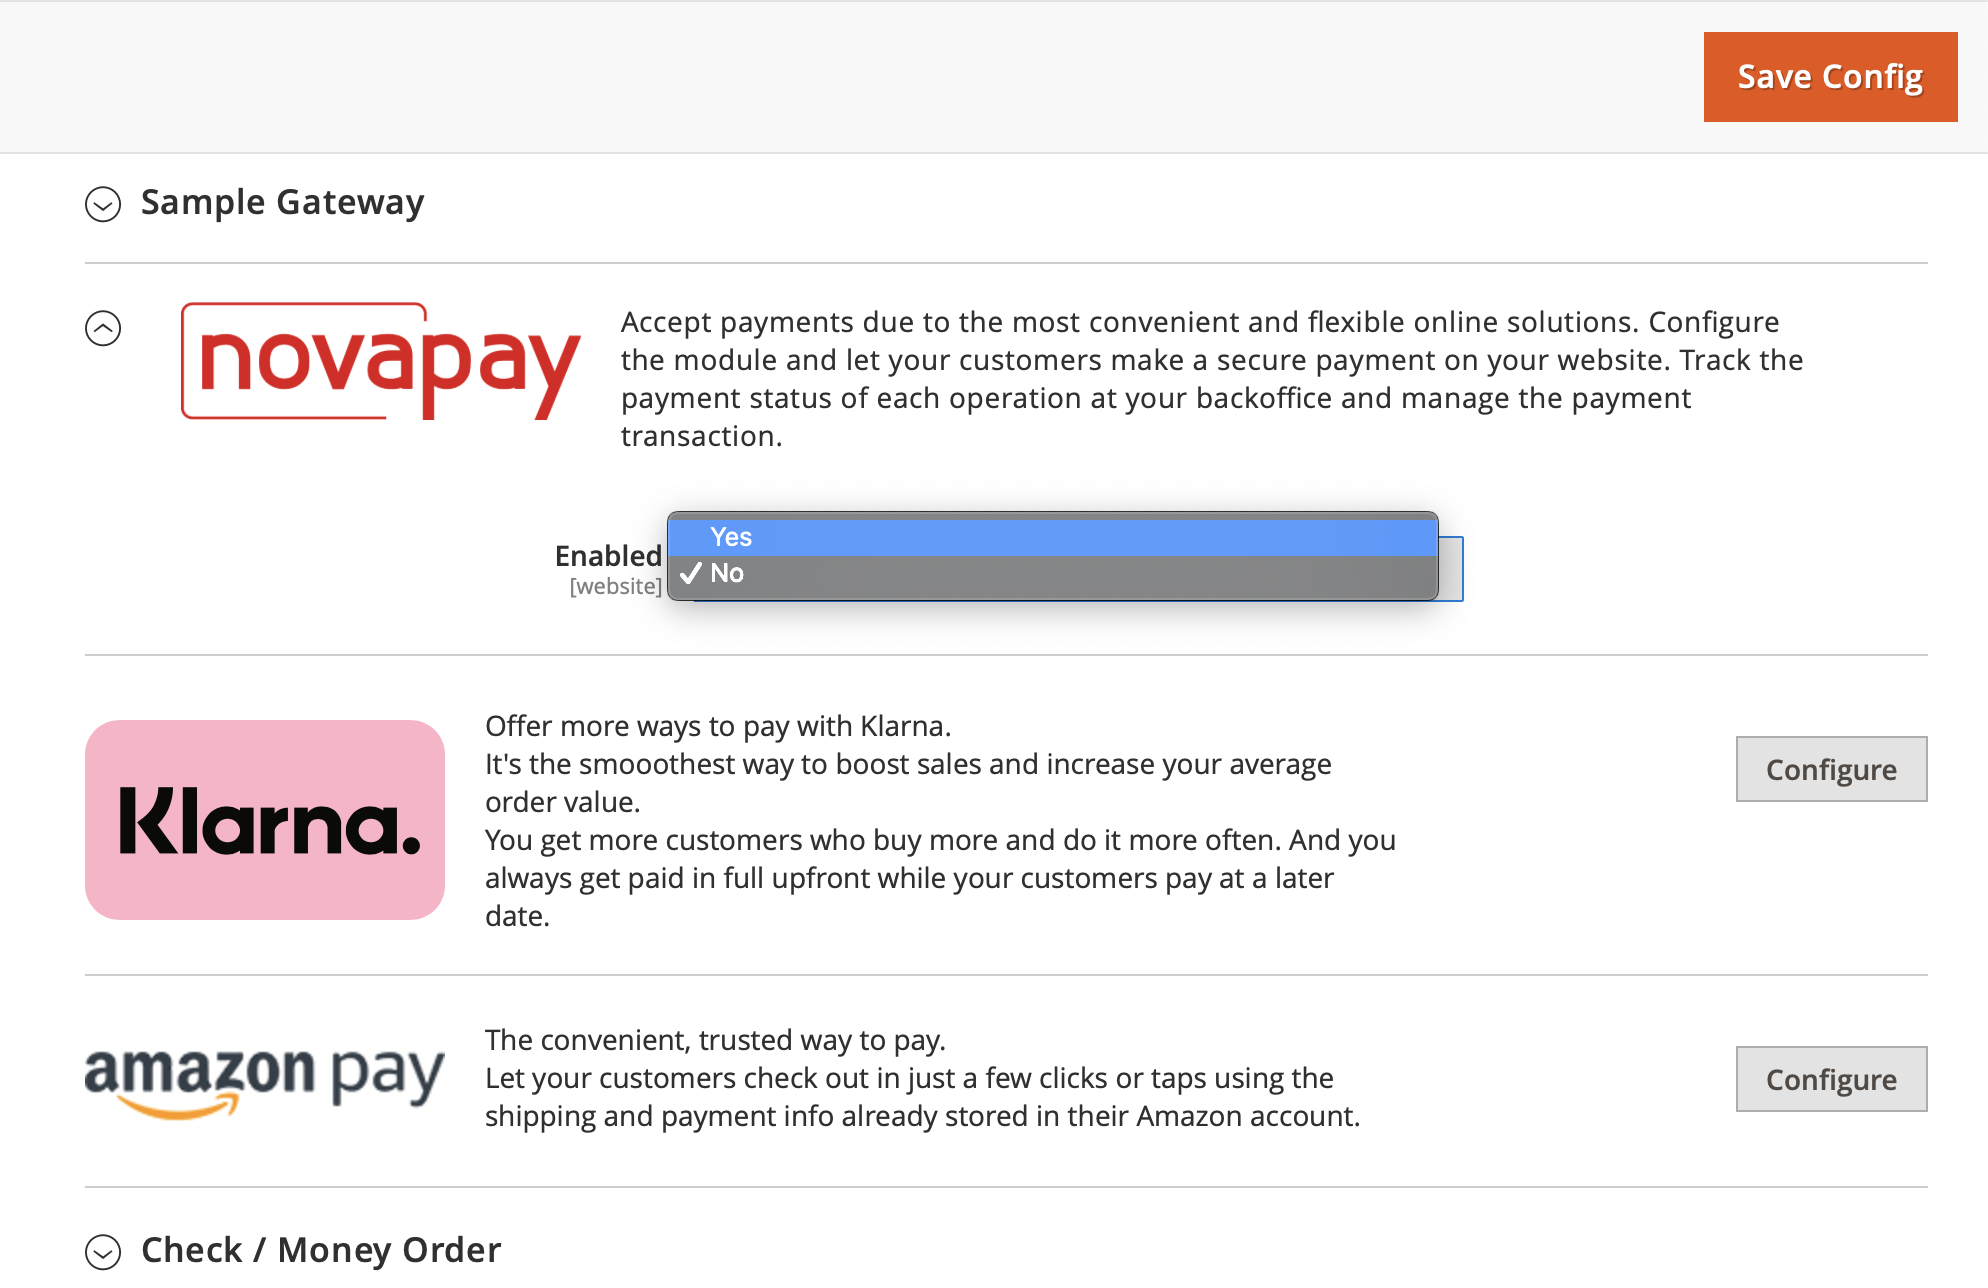 Save Config
Sample Gateway
novapay
Accept payments due to the most convenient and flexible online solutions. Configure
the module and let your customers make a secure payment on your website. Track the
payment status of each operation at your backoffice and manage the payment
transaction.
Enabled
[website]
Yes
No
Klarna.
Offer more ways to pay with Klarna.
It's the smooothest way to boost sales and increase your average
order value.
You get more customers who buy more and do it more often. And you
always get paid in full upfront while your customers pay at a later
date.
Configure
amazon pay
The convenient, trusted way to pay.
Let your customers check out in just a few clicks or taps using the
shipping and payment info already stored in their Amazon account.
Configure
Check / Money Order